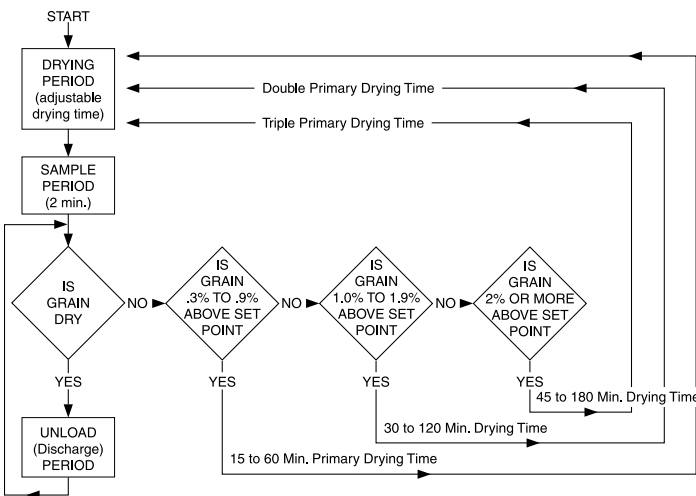 START
DRYING
PERIOD
(adjustable
drying time)
Double Primary Drying Time
Triple Primary Drying Time
SAMPLE
PERIOD
(2 min.)
IS
GRAIN
DRY
NO
IS
GRAIN
.3% TO .9%
ABOVE SET
POINT
NO
IS
GRAIN
1.0% TO 1.9%
ABOVE SET
POINT
NO
IS
GRAIN
2% OR MORE
ABOVE SET
POINT
YES
YES
YES
YES
45 to 180 Min. Drying Time
30 to 120 Min. Drying Time
15 to 60 Min. Primary Drying Time
UNLOAD
(Discharge)
PERIOD